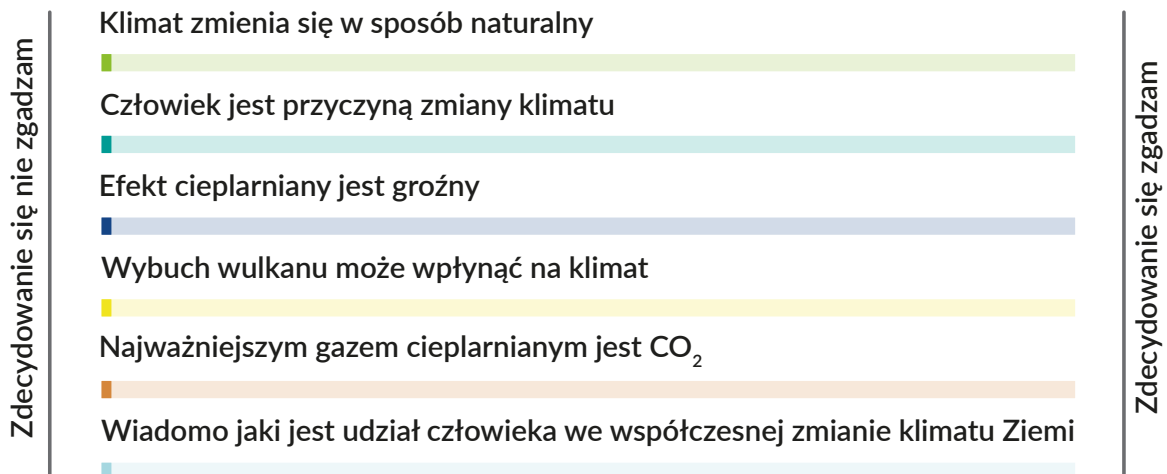 Zdecydowanie się nie zgadzam
Klimat zmienia się w sposób naturalny
Człowiek jest przyczyną zmiany klimatu
Efekt cieplarniany jest groźny
Wybuch wulkanu może wpłynąć na klimat
Najważniejszym gazem cieplarnianym jest CO₂
Wiadomo jaki jest udział człowieka we współczesnej zmianie klimatu Ziemi
Zdecydowanie się zgadzam